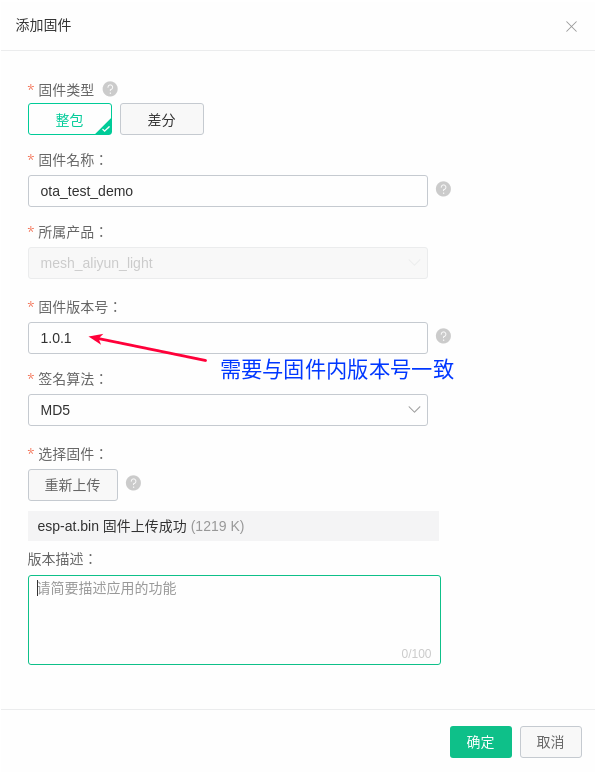 添加固件
* 固件类型 ?
整包 差分
* 固件名称：
ota_test_demo ?
* 所属产品：
mesh_aliyun_light
* 固件版本号：
1.0.1 ?
需要与固件内版本号一致
* 签名算法：
MD5
* 选择固件：
重新上传 ?
esp-at.bin 固件上传成功 (1219 K)
版本描述：
请简要描述应用的功能
0/100
确定 取消